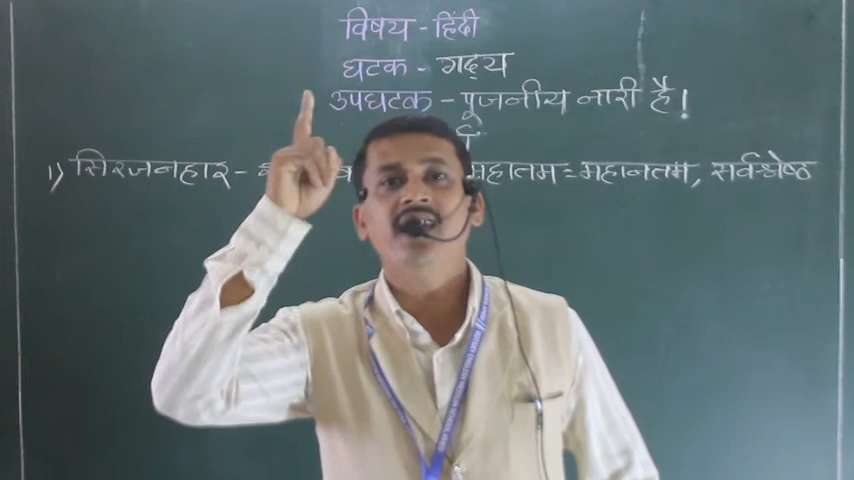 विषय - हिंदी
घटक - गद्य
उपघटक - पूजनीय नारी है!
1) सिरजनहार - महातम = महानतम, सर्वश्रेष्ठ